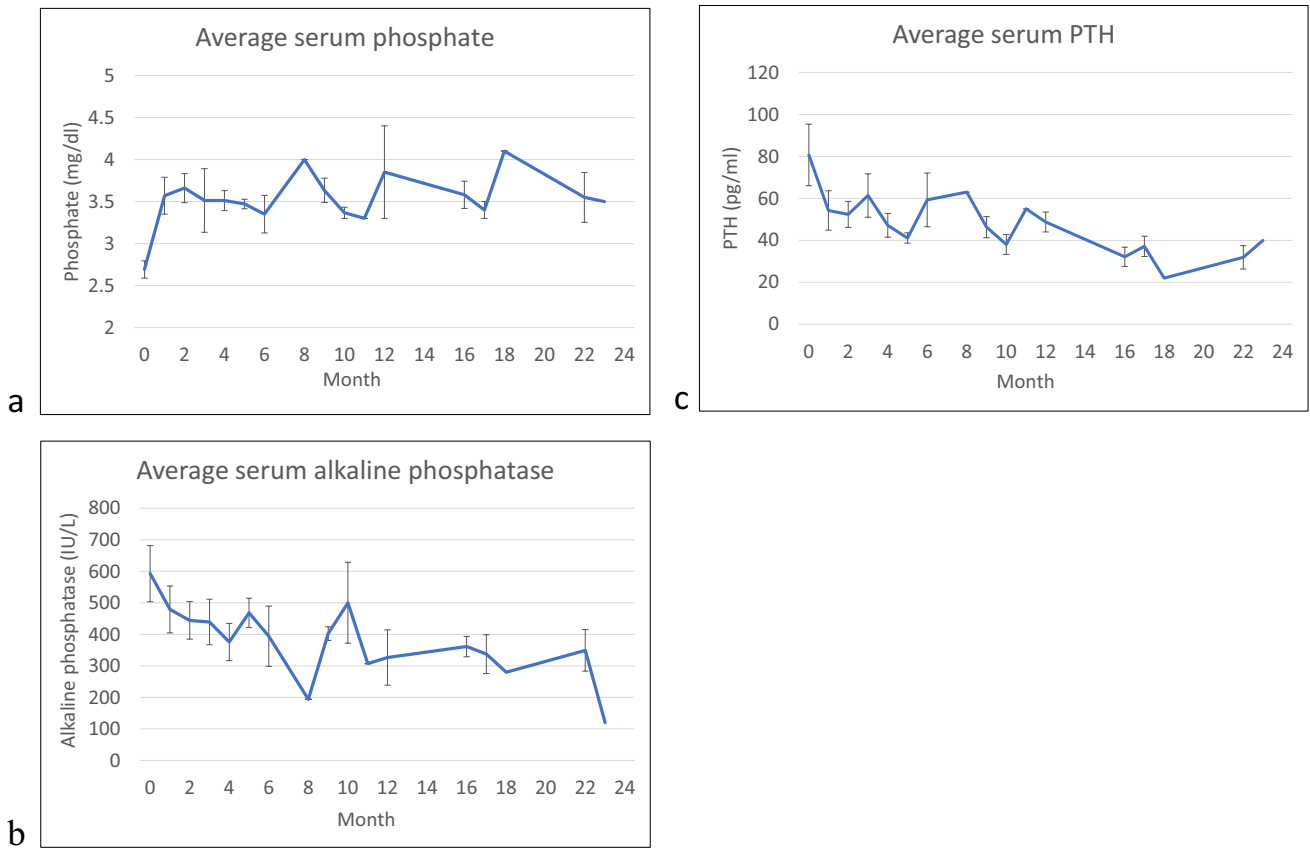 Average serum phosphate
Phosphate (mg/dl)
5
4.5
4
3.5
3
2.5
2
0 2 4 6 8 10 12 14 16 18 20 22 24
Month
a
Average serum PTH
PTH (pg/ml)
120
100
80
60
40
20
0
0 2 4 6 8 10 12 14 16 18 20 22 24
Month
c
Average serum alkaline phosphatase
Alkaline phosphatase (IU/L)
800
700
600
500
400
300
200
100
0
0 2 4 6 8 10 12 14 16 18 20 22 24
Month
b